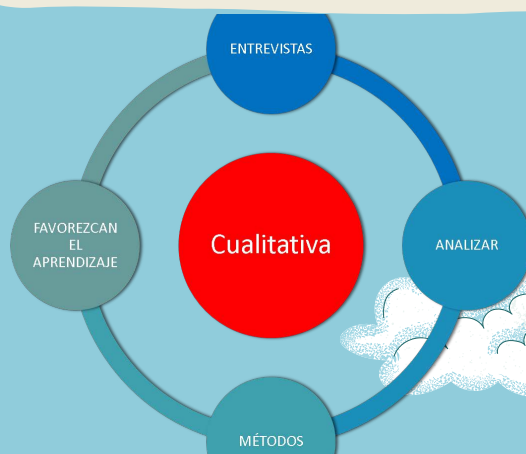 ENTREVISTAS
Cualitativa
FAVOREZCAN
EL
APRENDIZAJE
ANALIZAR
MÉTODOS